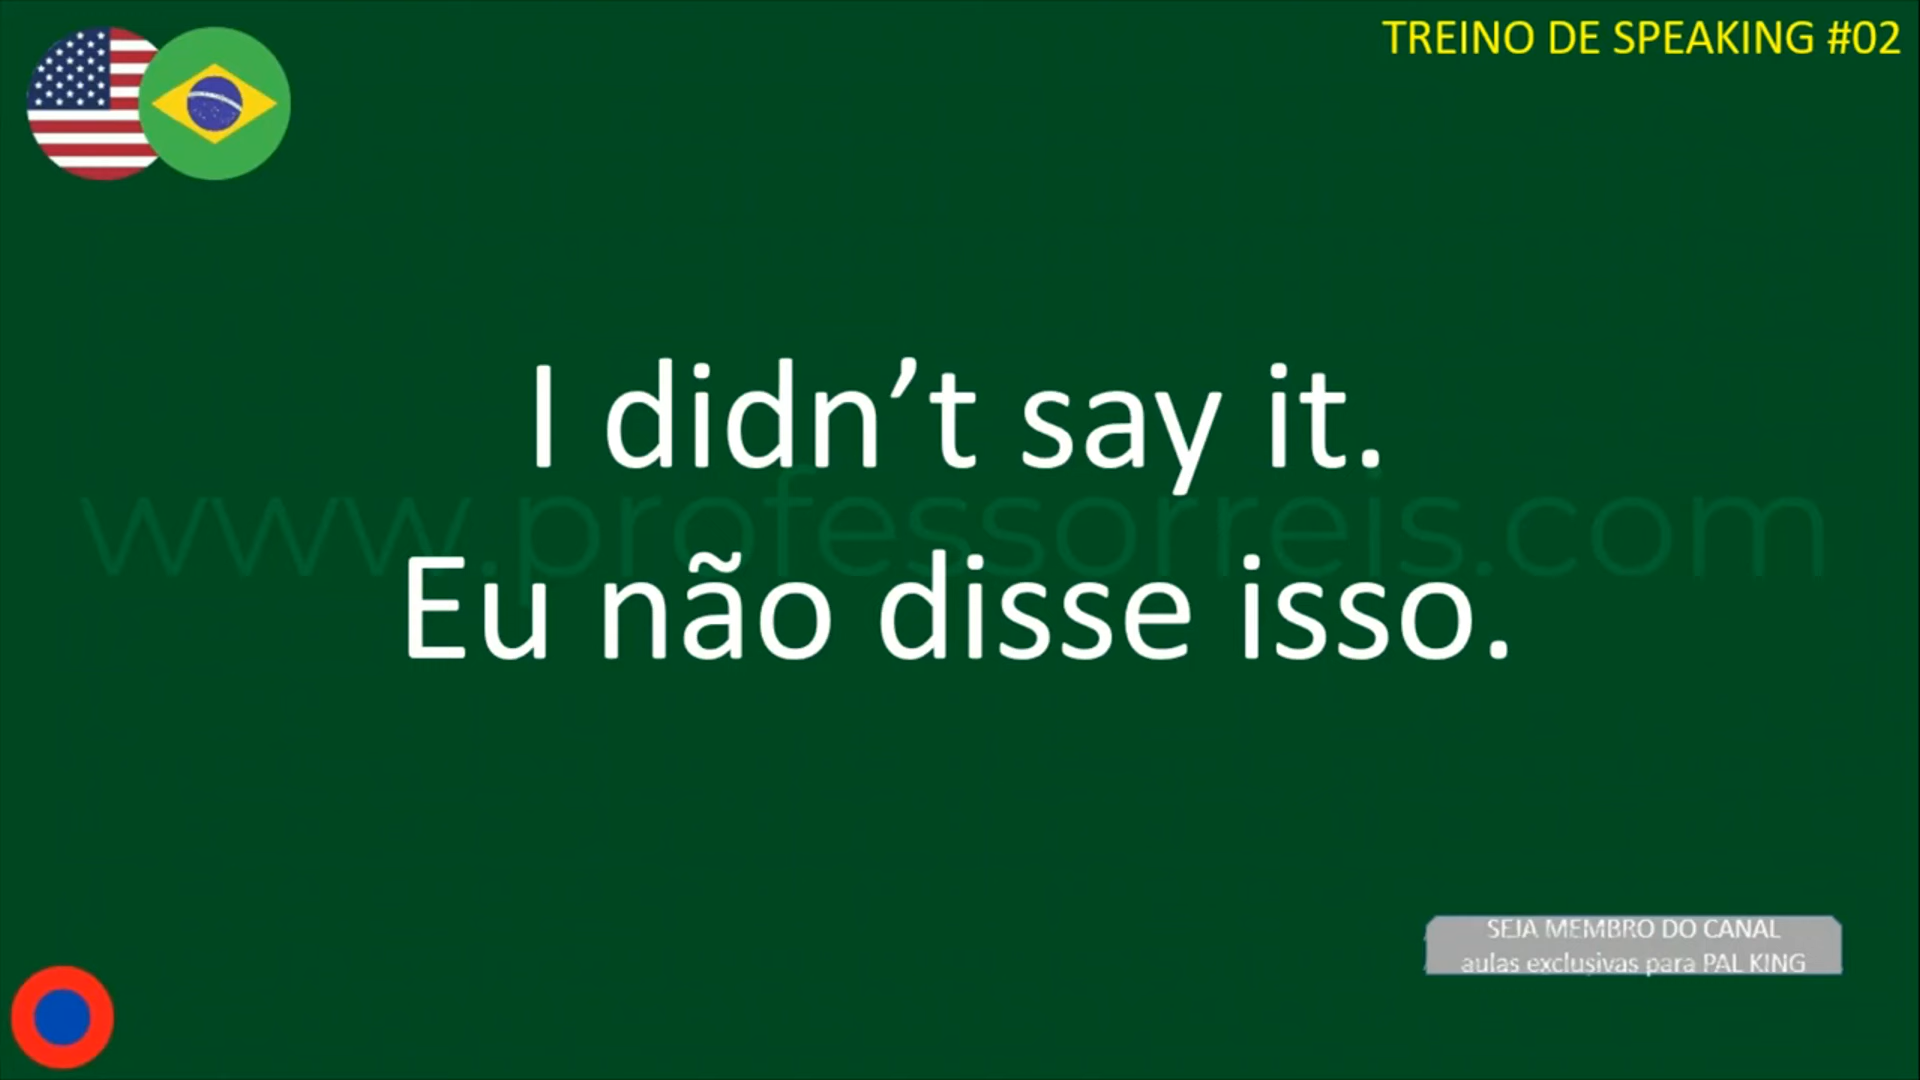 TREINO DE SPEAKING #02
I didn’t say it.
www.professorreis.com
Eu não disse isso.
SEJA MEMBRO DO CANAL
aulas exclusivas para PAL KING